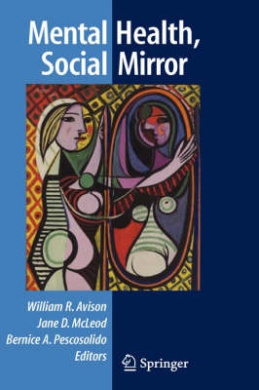 Mental Health,
Social Mirror
William R. Avison
Jane D. McLeod
Bernice A. Pescosolido
Editors
Springer